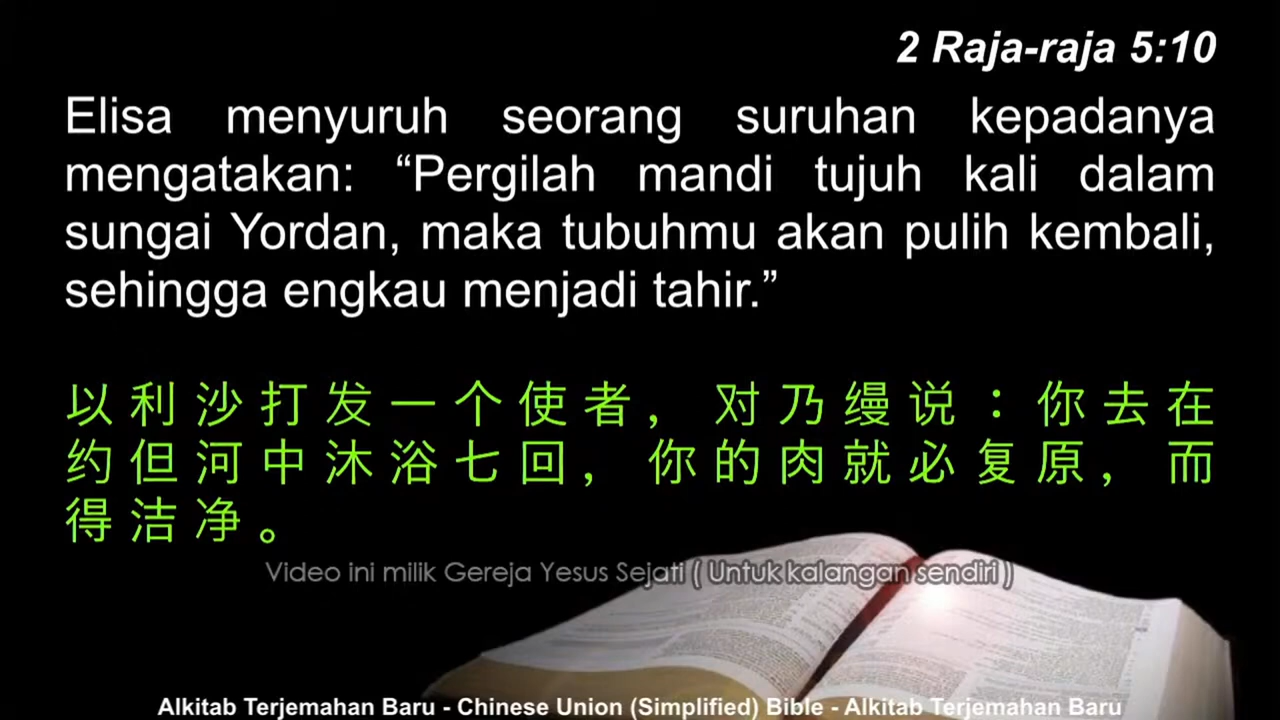 2 Raja-raja 5:10
Elisa menyuruh seorang suruhan kepadanya
mengatakan: “Pergilah mandi tujuh kali dalam
sungai Yordan, maka tubuhmu akan pulih kembali,
sehingga engkau menjadi tahir.”
以利沙打发一个使者，对乃缦说：你去在
约但河中沐浴七回，你的肉就必复原，而
得洁净。
Video ini milik Gereja Yesus Sejati ( Untuk kalangan sendiri )
Alkitab Terjemahan Baru - Chinese Union (Simplified) Bible - Alkitab Terjemahan Baru